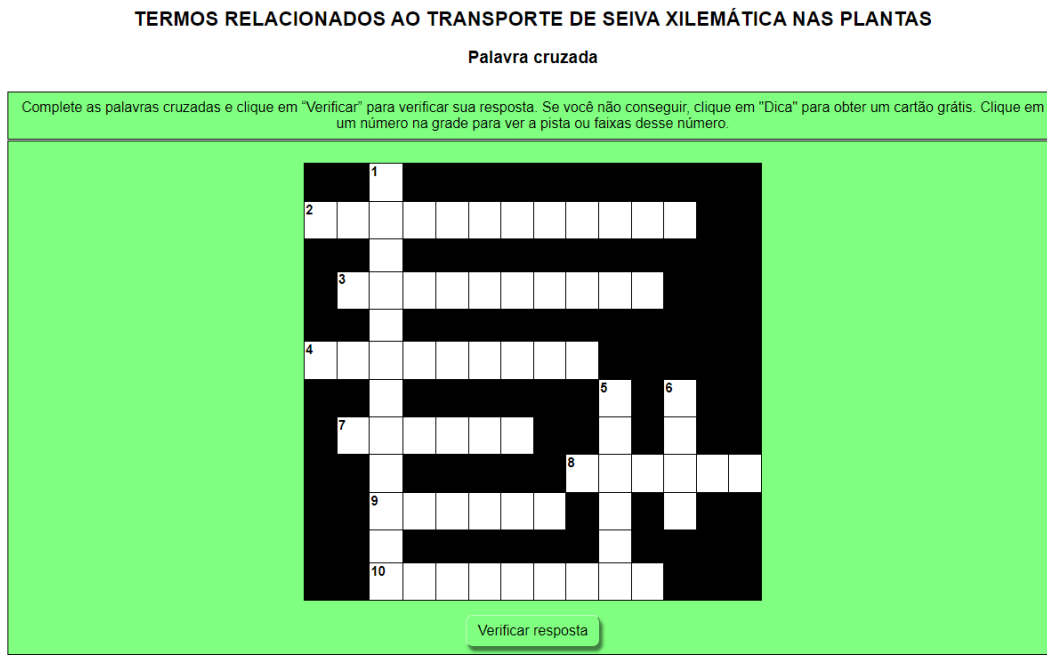 TERMOS RELACIONADOS AO TRANSPORTE DE SEIVA XILEMÁTICA NAS PLANTAS
Palavra cruzada
Complete as palavras cruzadas e clique em “Verificar” para verificar sua resposta. Se você não conseguir, clique em "Dica" para obter um cartão grátis. Clique em
um número na grade para ver a pista ou faixas desse número.
1
2
3
4
5 6
7
8
9
10
Verificar resposta